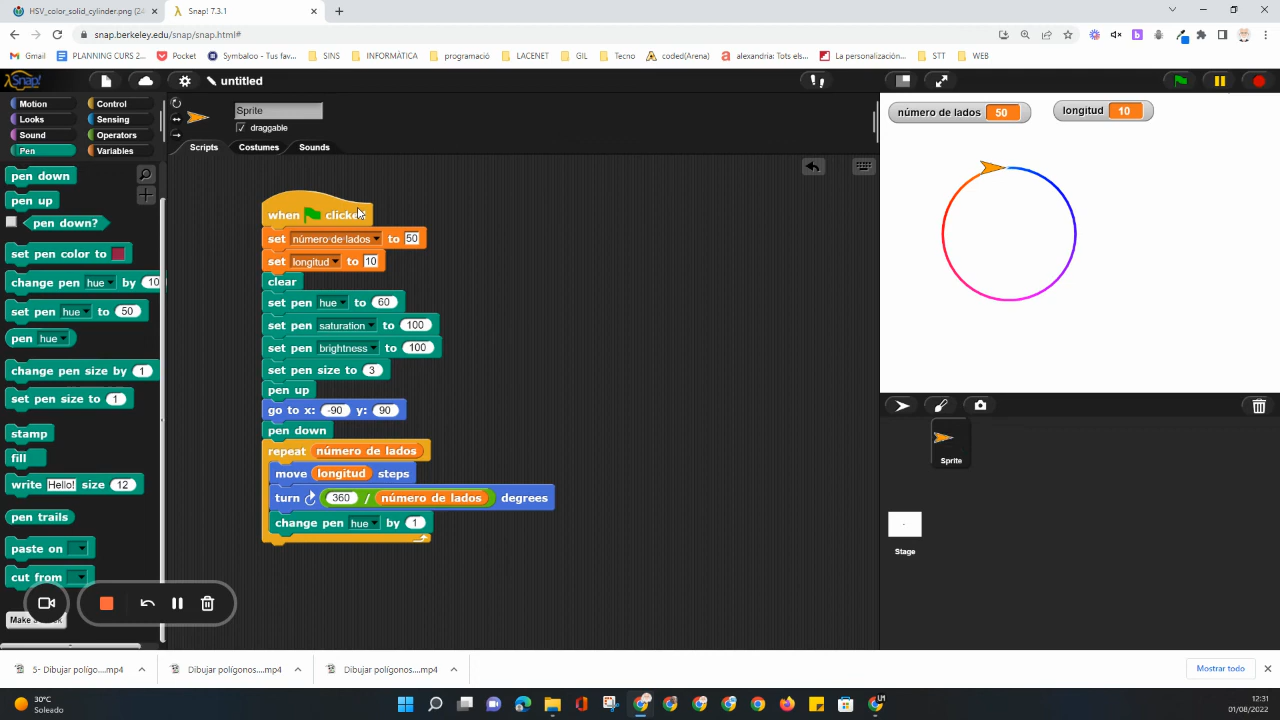 HSV_color_solid_cylinder.png (24
Snap! 7.3.1
snap.berkeley.edu/snap/snap.html#
Gmail
PLANNING CURS 2...
Pocket
Symbaloo - Tus fav...
SINS
INFORMÀTICA
programació
LACENET
GIL
Tecno
coded(Arena)
alexandria: Tots els...
La personalización...
STT
WEB
Snap!
untitled
Motion
Control
Looks
Sensing
Sound
Operators
Pen
Variables
Sprite
draggable
Scripts
Costumes
Sounds
pen down
pen up
pen down?
set pen color to
change pen hue by 10
set pen hue to 50
pen hue
change pen size by 1
set pen size to 1
stamp
fill
write Hello! size 12
pen trails
paste on
cut from
when clicke
set número de lados to 50
set longitud to 10
clear
set pen hue to 60
set pen saturation to 100
set pen brightness to 100
set pen size to 3
pen up
go to x: -90 y: 90
pen down
repeat número de lados
move longitud steps
turn 360 / número de lados degrees
change pen hue by 1
número de lados 50
longitud 10
Sprite
Stage
5- Dibujar polígo....mp4
Dibujar polígonos....mp4
Dibujar polígonos....mp4
Mostrar todo
30°C
Soleado
12:31
01/08/2022